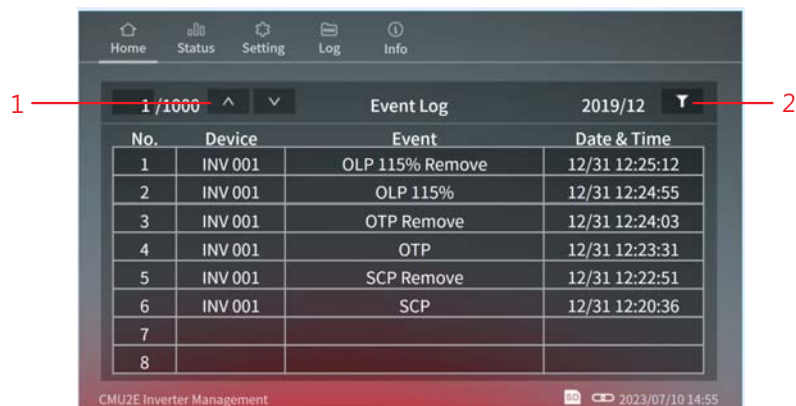 Home Status Setting Log Info
1 1/1000 Event Log 2019/12 2
No. Device Event Date & Time
1 INV 001 OLP 115% Remove 12/31 12:25:12
2 INV 001 OLP 115% 12/31 12:24:55
3 INV 001 OTP Remove 12/31 12:24:03
4 INV 001 OTP 12/31 12:23:31
5 INV 001 SCP Remove 12/31 12:22:51
6 INV 001 SCP 12/31 12:20:36
7
8
CMU2E Inverter Management SD 2023/07/10 14:55